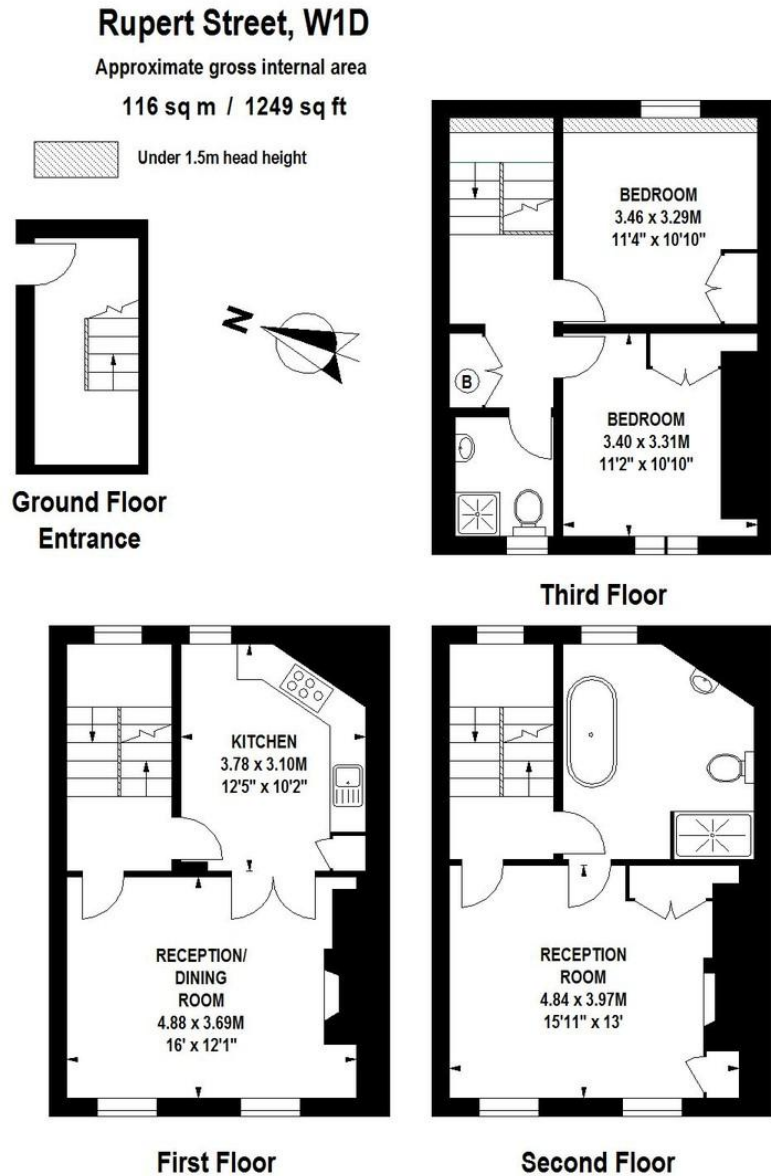 Rupert Street, W1D
Approximate gross internal area
116 sq m / 1249 sq ft
Under 1.5m head height
N
Ground Floor
Entrance
BEDROOM
3.46 x 3.29M
11'4" x 10'10"
B
BEDROOM
3.40 x 3.31M
11'2" x 10'10"
Third Floor
KITCHEN
3.78 x 3.10M
12'5" x 10'2"
RECEPTION/
DINING
ROOM
4.88 x 3.69M
16' x 12'1"
First Floor
RECEPTION
ROOM
4.84 x 3.97M
15'11" x 13'
Second Floor